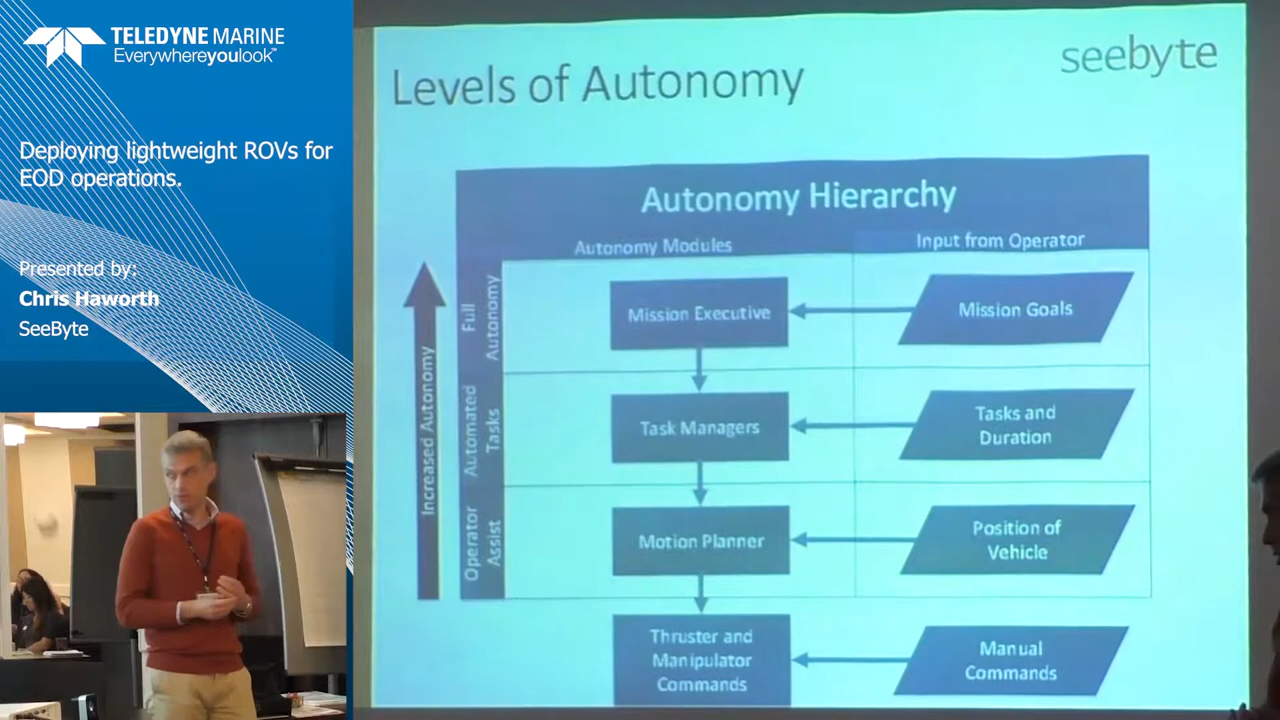 TELEDYNE MARINE
Everywhereyoulook™
Deploying lightweight ROVs for
EOD operations.
Presented by:
Chris Haworth
SeeByte
seebyte
Levels of Autonomy
Autonomy Hierarchy
Autonomy Modules
Input from Operator
Increased Autonomy
Full
Autonomy
Mission Executive
Mission Goals
Automated
Tasks
Task Managers
Tasks and
Duration
Operator
Assist
Motion Planner
Position of
Vehicle
Thruster and
Manipulator
Commands
Manual
Commands